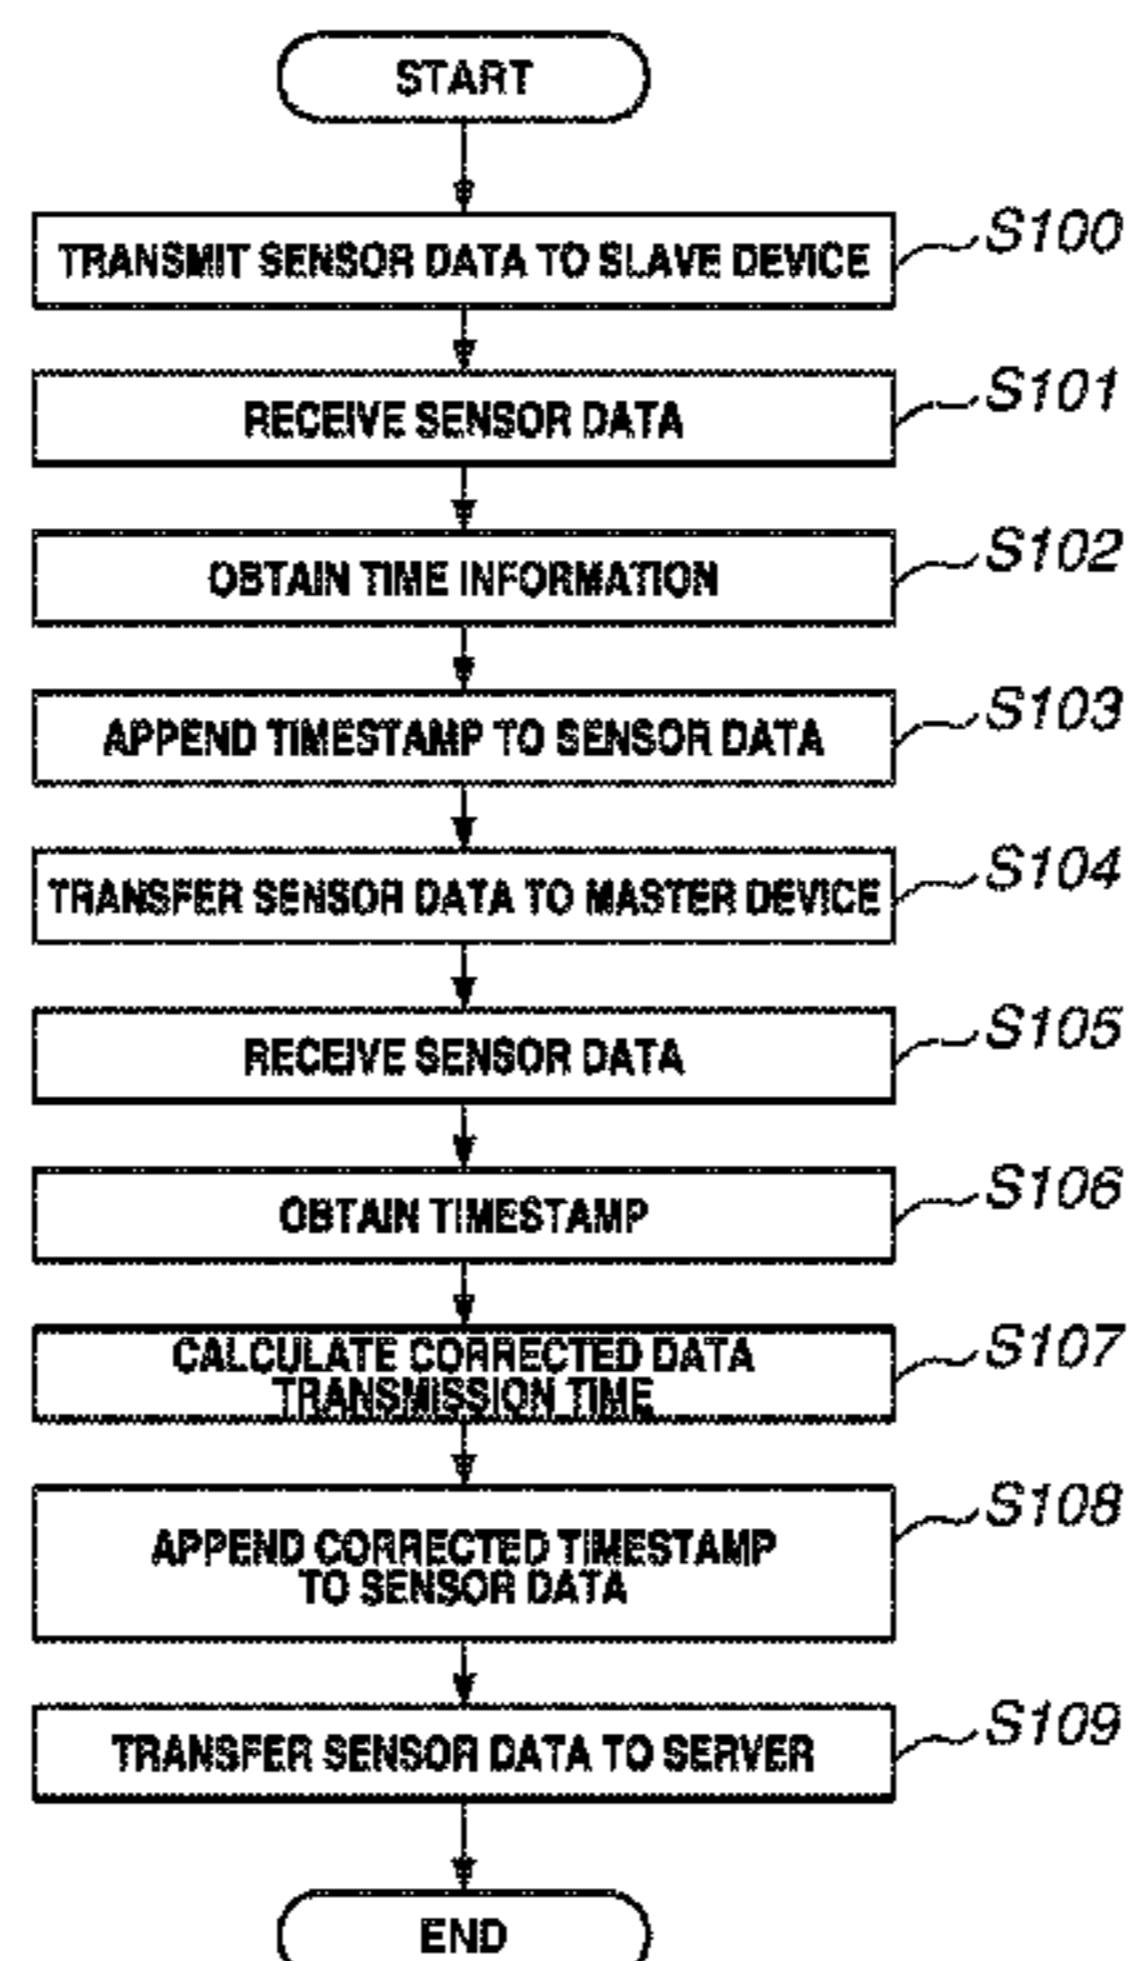 START
TRANSMIT SENSOR DATA TO SLAVE DEVICE
S100
RECEIVE SENSOR DATA
S101
OBTAIN TIME INFORMATION
S102
APPEND TIMESTAMP TO SENSOR DATA
S103
TRANSFER SENSOR DATA TO MASTER DEVICE
S104
RECEIVE SENSOR DATA
S105
OBTAIN TIMESTAMP
S106
CALCULATE CORRECTED DATA
TRANSMISSION TIME
S107
APPEND CORRECTED TIMESTAMP
TO SENSOR DATA
S108
TRANSFER SENSOR DATA TO SERVER
S109
END